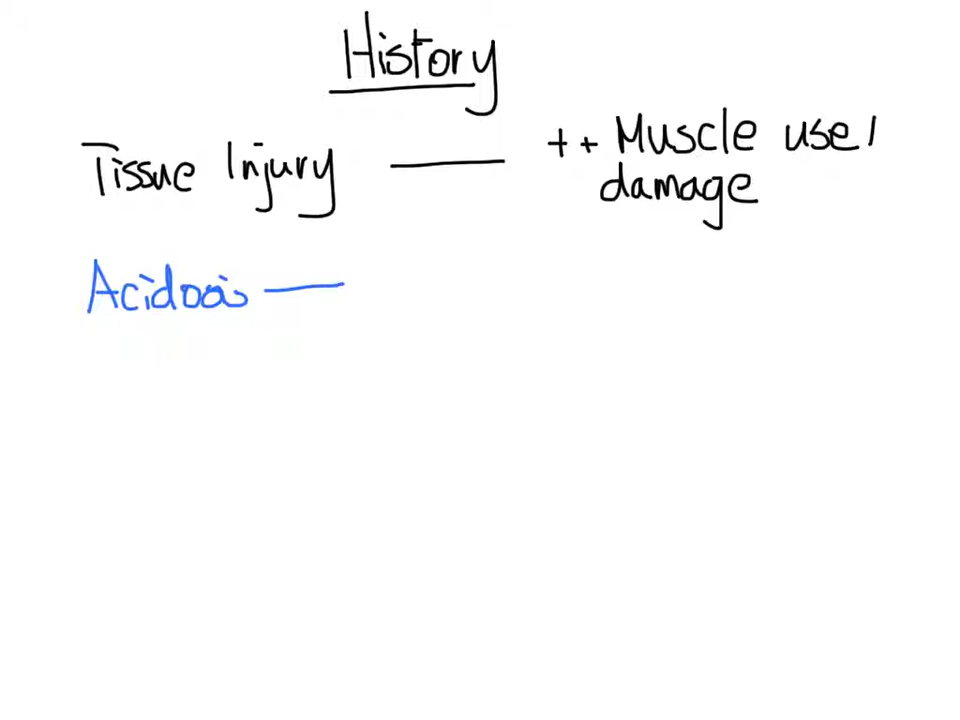 History
Tissue Injury — ++ Muscle use/
damage
Acidosis —